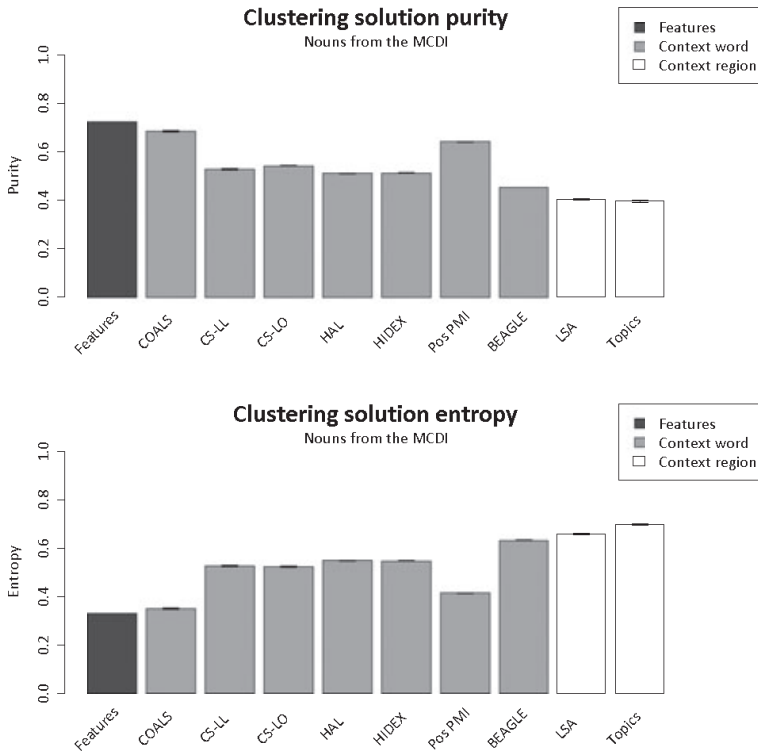 Clustering solution purity
Nouns from the MCDI
Features
Context word
Context region
Purity
1.0
0.8
0.6
0.4
0.2
0.0
Features
COALS
CS-LL
CS-LO
HAL
HIDEX
Pos PMI
BEAGLE
LSA
Topics
Clustering solution entropy
Nouns from the MCDI
Features
Context word
Context region
Entropy
1.0
0.8
0.6
0.4
0.2
0.0
Features
COALS
CS-LL
CS-LO
HAL
HIDEX
Pos PMI
BEAGLE
LSA
Topics